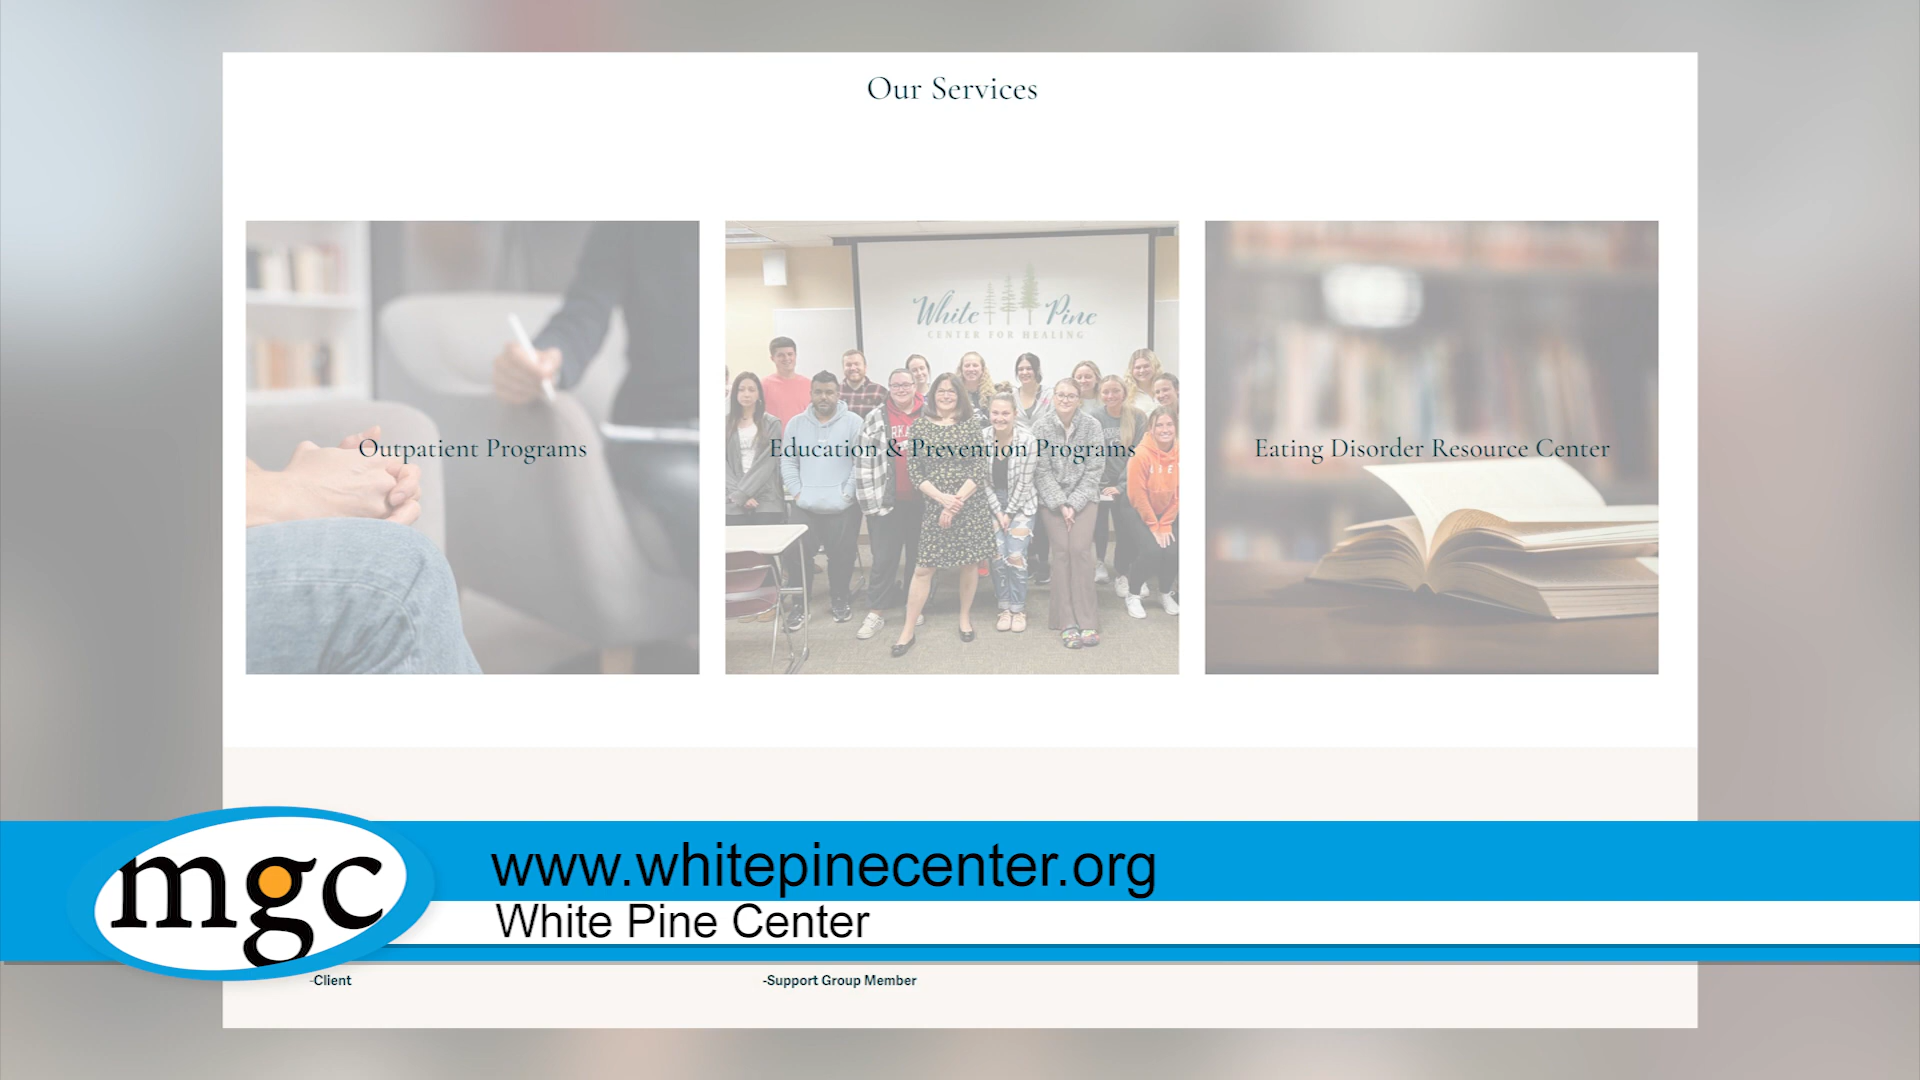 Our Services
White Pine
CENTER FOR HEALING
Outpatient Programs
Education & Prevention Programs
Eating Disorder Resource Center
www.whitepinecenter.org
White Pine Center
mgc
-Client
-Support Group Member